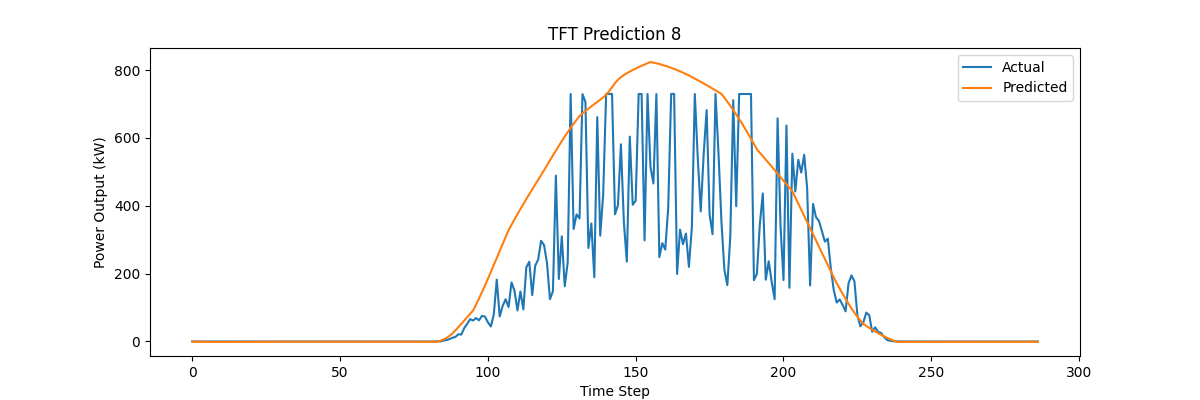 TFT Prediction 8
Actual
Predicted
Power Output (kW)
800
600
400
200
0
0 50 100 150 200 250 300
Time Step